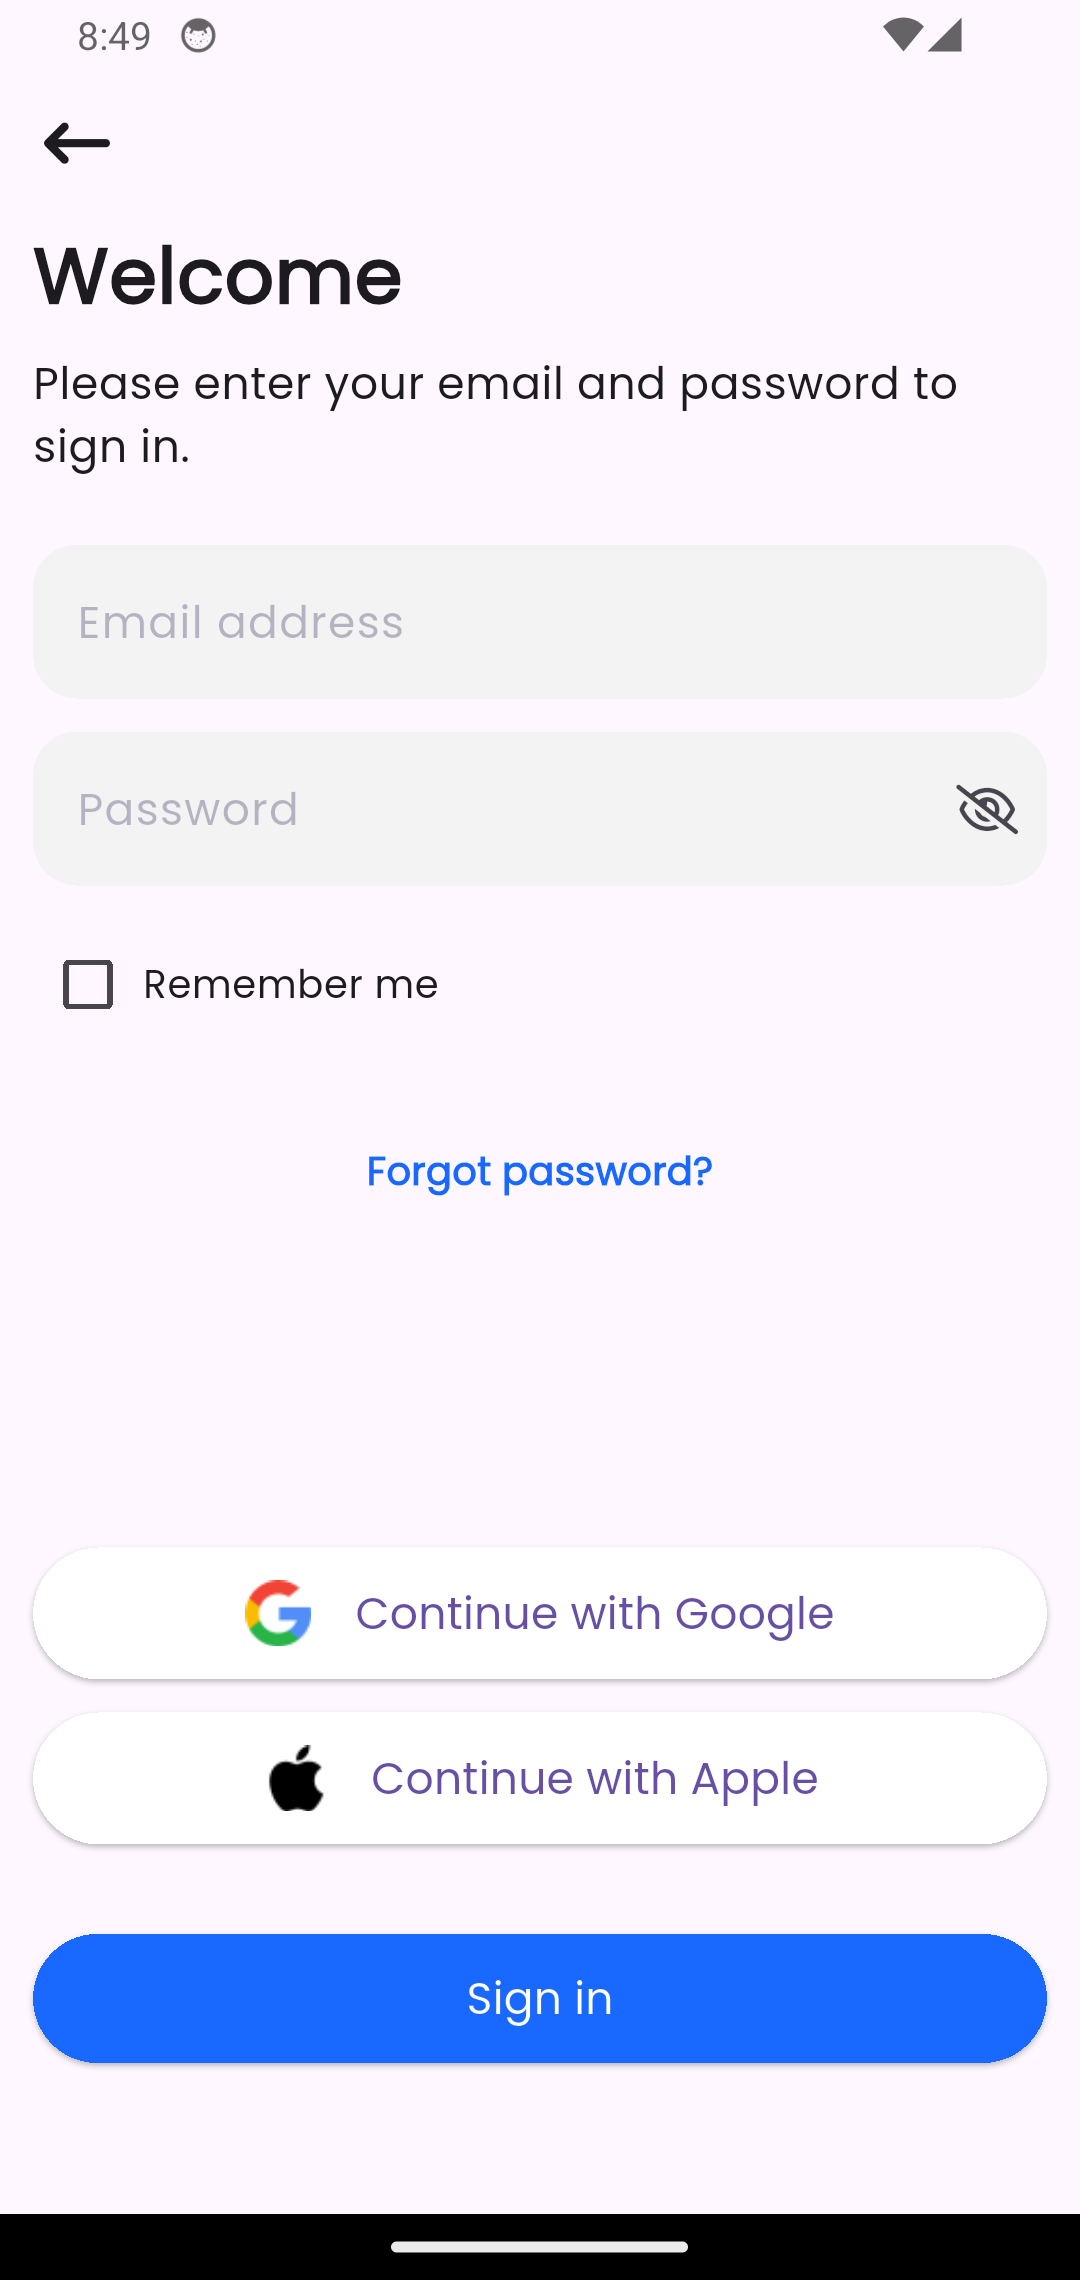 8:49
Welcome
Please enter your email and password to
sign in.
Email address
Password
Remember me
Forgot password?
Continue with Google
Continue with Apple
Sign in